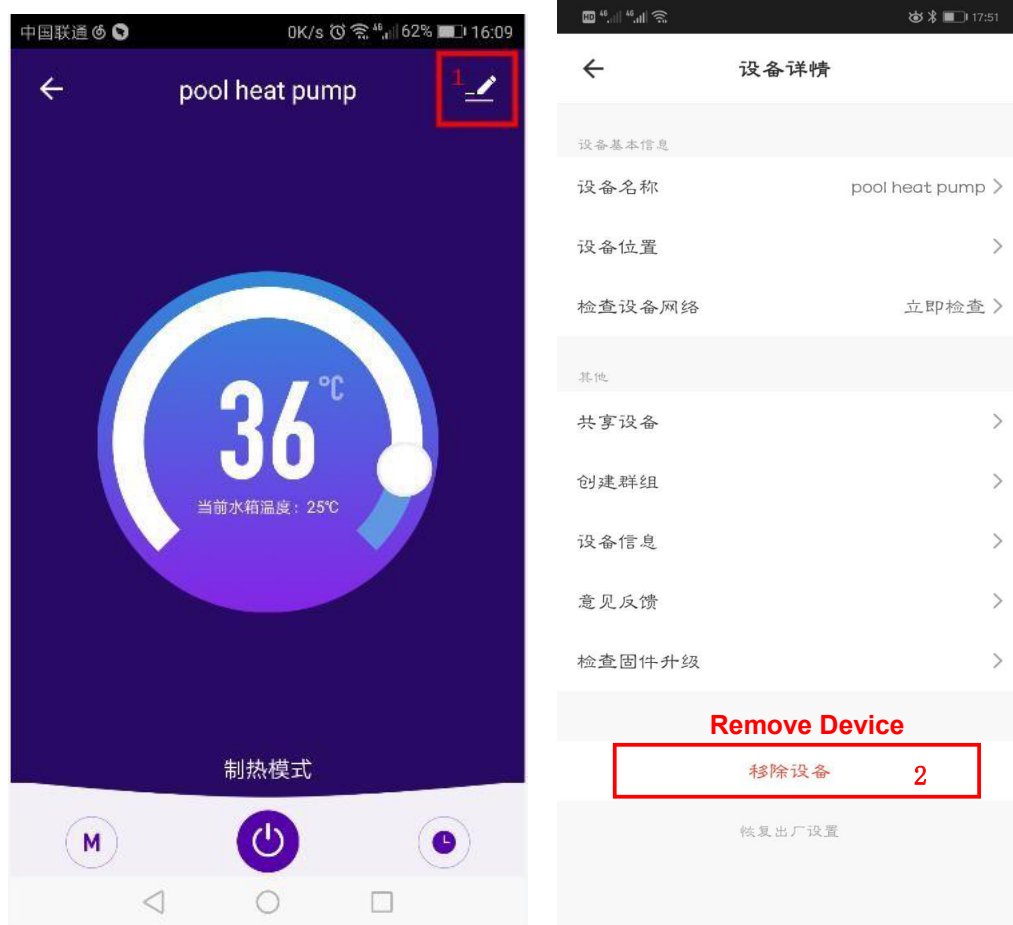 中国联通
0K/s 46 62% 16:09
pool heat pump
1
36℃
当前水箱温度：25℃
制热模式
M
HD 46 46 17:51
设备详情
设备基本信息
设备名称 pool heat pump
设备位置
检查设备网络 立即检查
其他
共享设备
创建群组
设备信息
意见反馈
检查固件升级
Remove Device
移除设备 2
恢复出厂设置